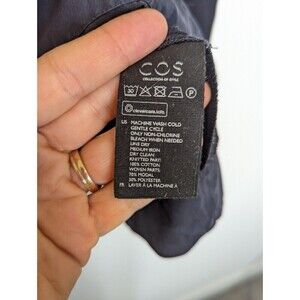 COS
COLLECTION OF STYLE
30
P
clevercare.info
US MACHINE WASH COLD
GENTLE CYCLE
ONLY NON-CHLORINE
BLEACH WHEN NEEDED
LINE DRY
MEDIUM IRON
DRY CLEAN
KNITTED PART
100% COTTON
WOVEN PARTS
70% MODAL
30% POLYESTER
FR LAVER À LA MACHINE À